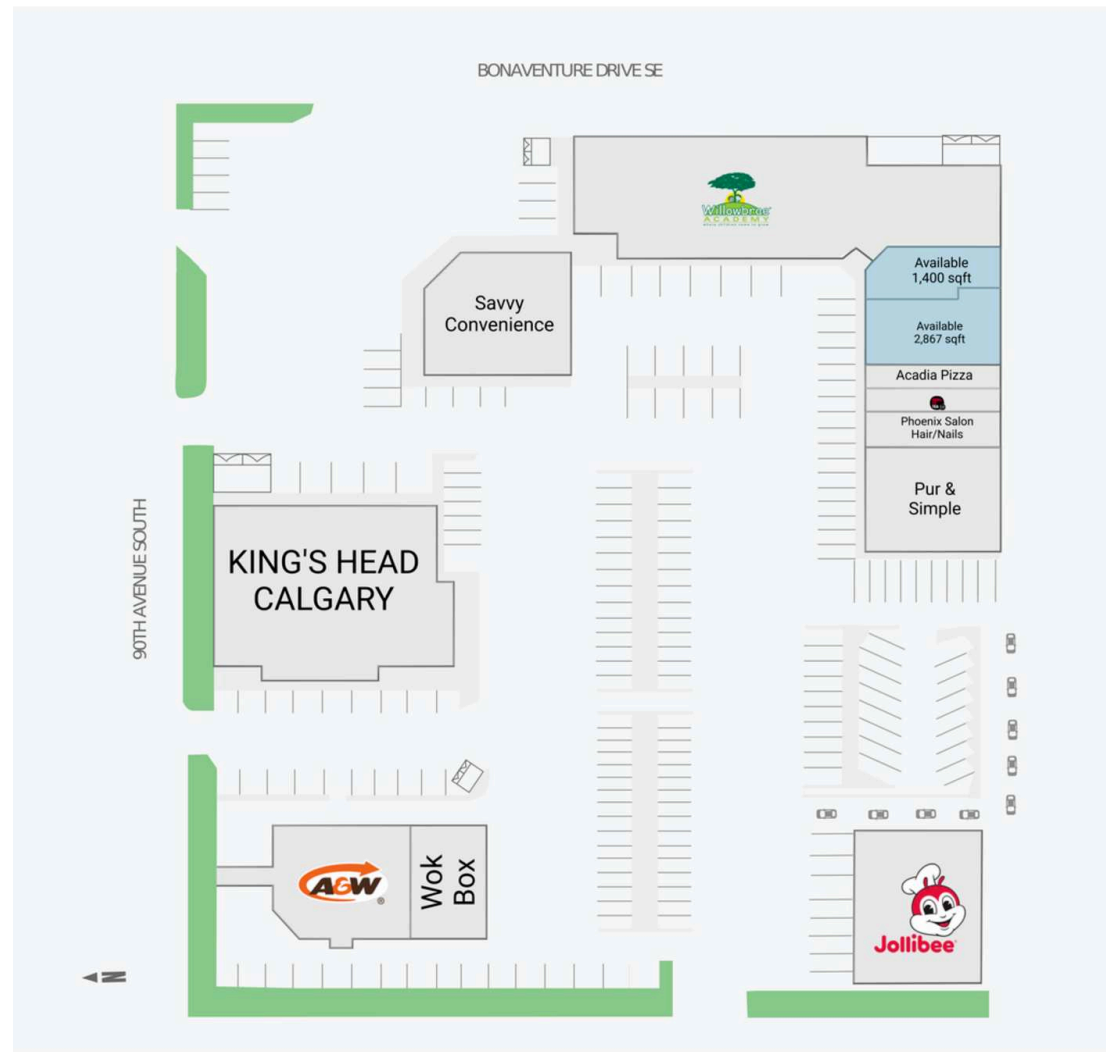 BONAVENTURE DRIVE SE
Willowbrae
ACADEMY
Available
1,400 sqft
Savvy
Convenience
Available
2,867 sqft
Acadia Pizza
Phoenix Salon
Hair/Nails
Pur &
Simple
90TH AVENUE SOUTH
KING'S HEAD
CALGARY
A&W
®
Wok
Box
Jollibee
N